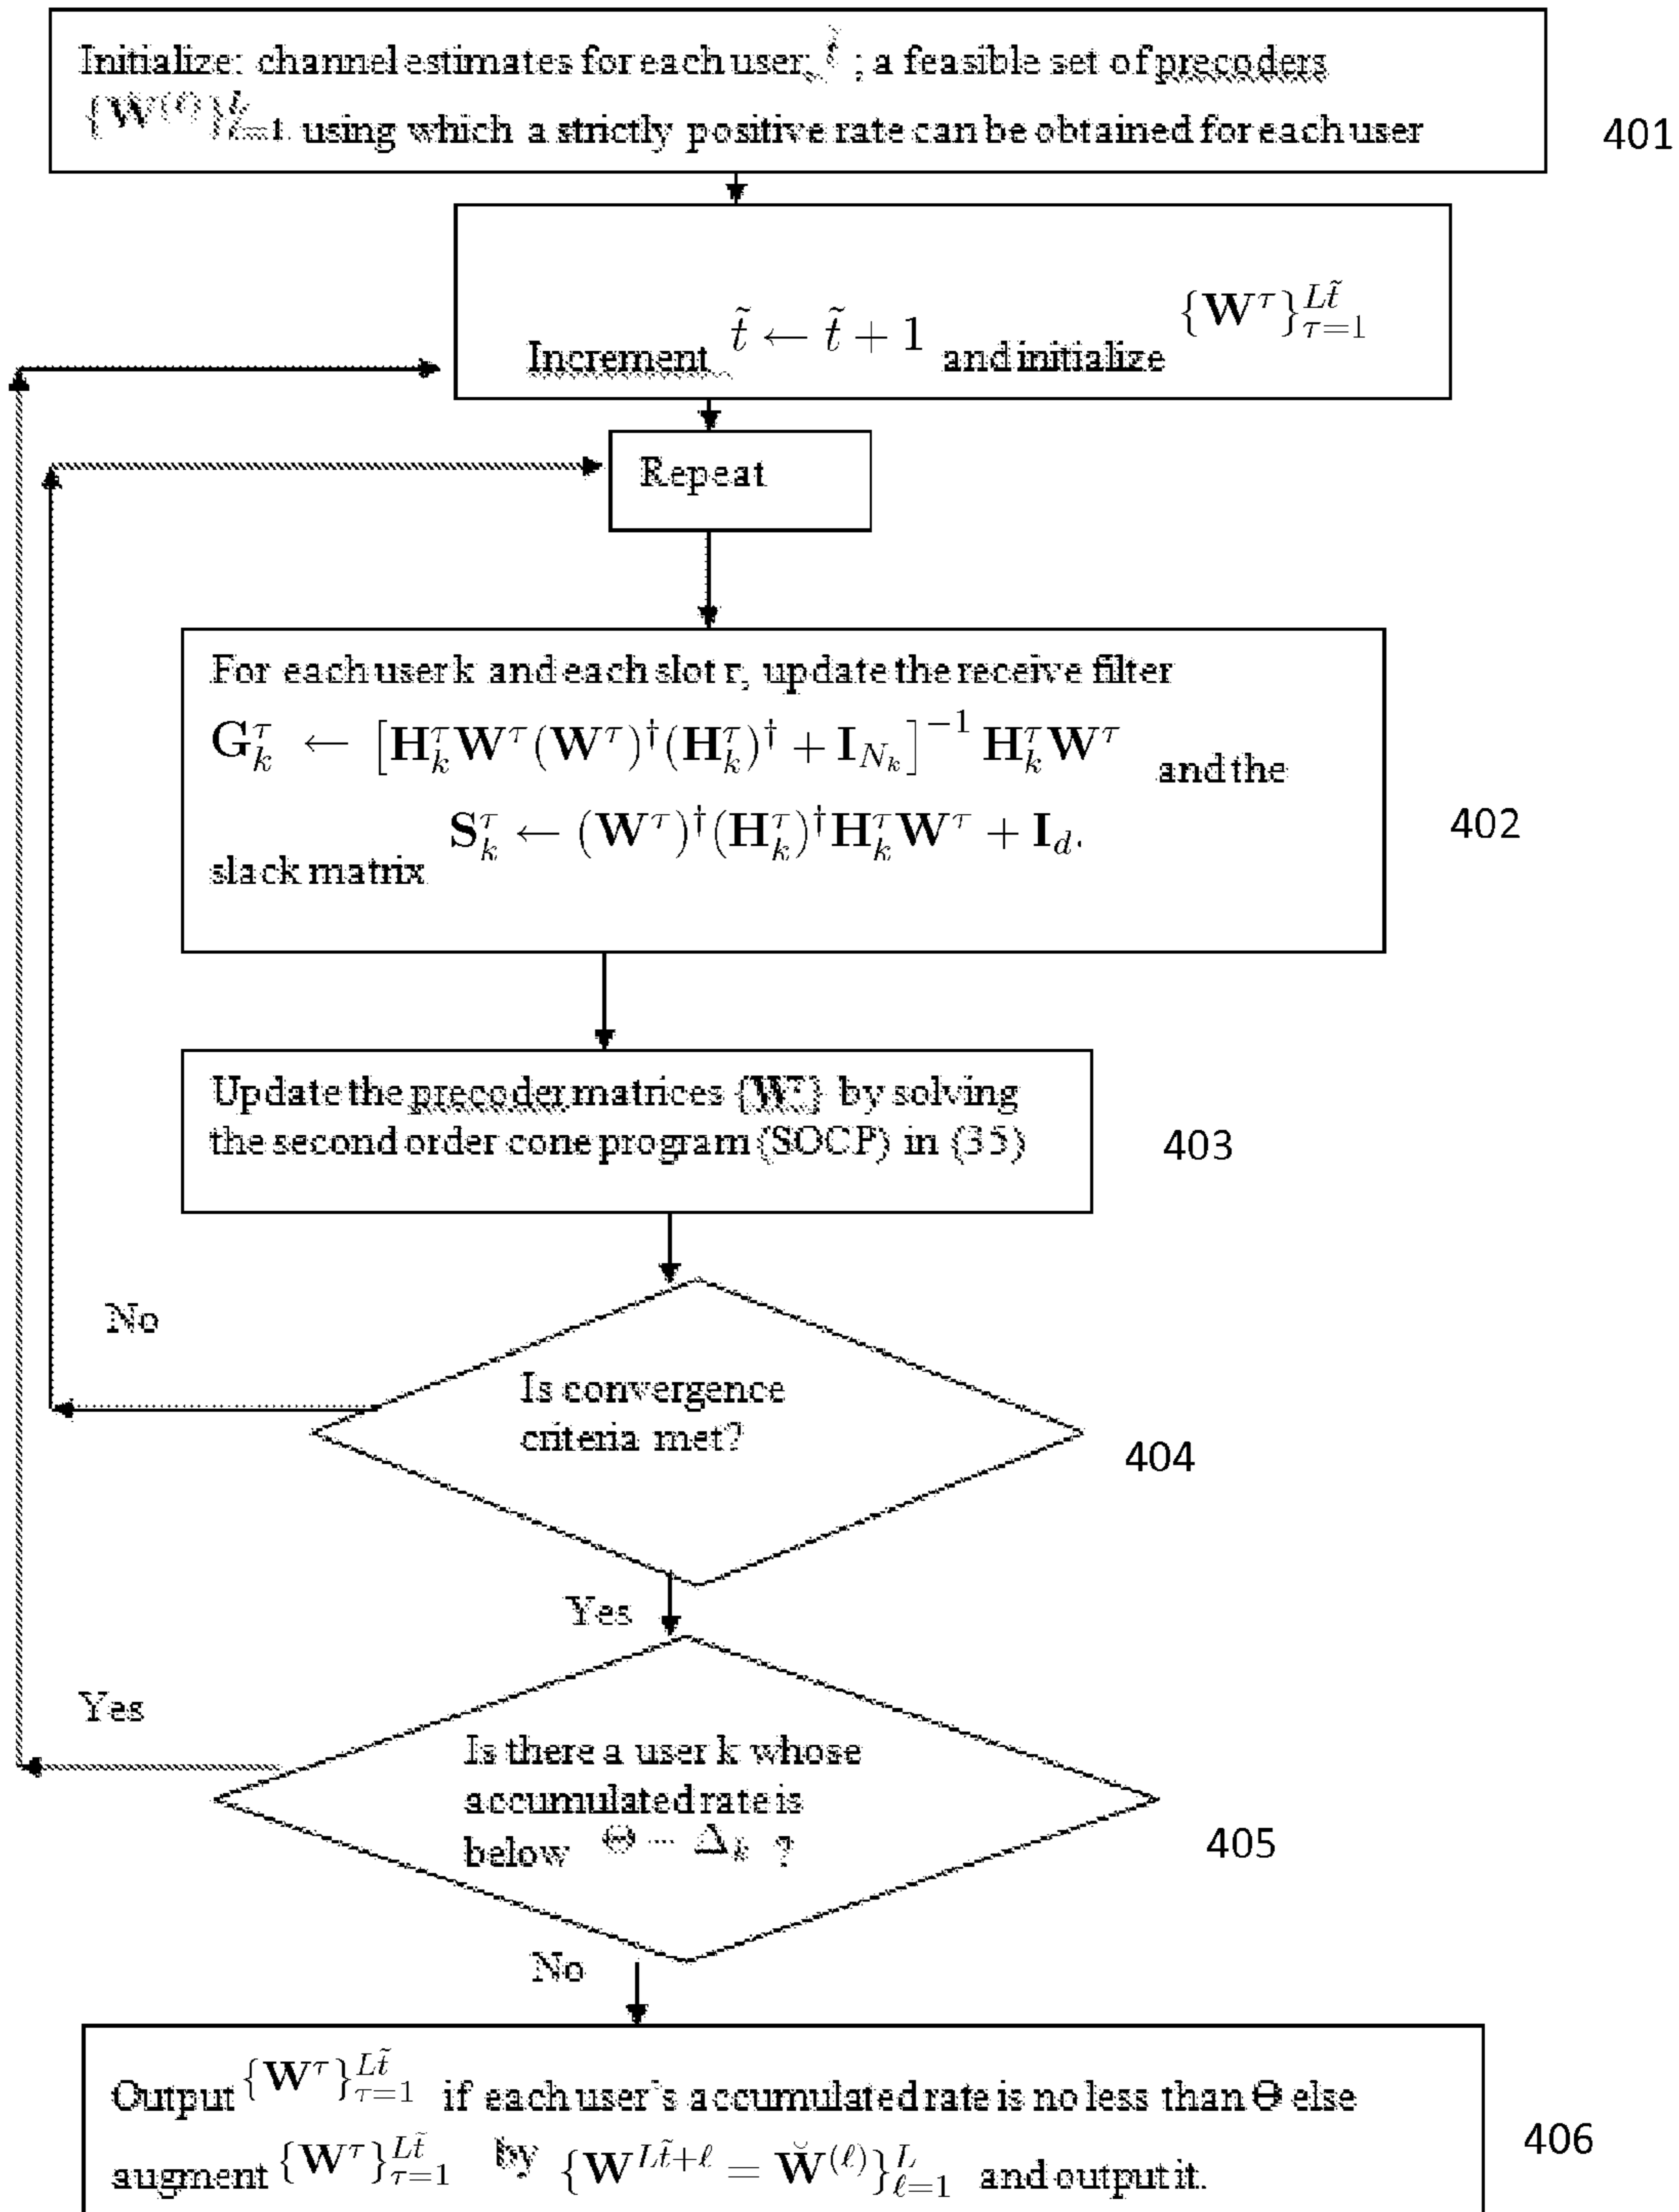 Initialize: channel estimates for each user, ; a feasible set of precoders
{W̆^(ℓ)}_{ℓ=1} using which a strictly positive rate can be obtained for each user
401
Increment t̃ ← t̃ + 1 and initialize {W^τ}_{τ=1}^{Lt̃}
Repeat
For each user k and each slot τ, update the receive filter
G_k^τ ← [H_k^τ W^τ (W^τ)^† (H_k^τ)^† + I_{N_k}]^{-1} H_k^τ W^τ and the
slack matrix S_k^τ ← (W^τ)^† (H_k^τ)^† H_k^τ W^τ + I_d.
402
Update the precoder matrices {W^τ} by solving
the second order cone program (SOCP) in (35)
403
No
Is convergence
criteria met?
404
Yes
Yes
Is there a user k whose
accumulated rate is
below Θ − Δ_k ?
405
No
Output {W^τ}_{τ=1}^{Lt̃} if each user's accumulated rate is no less than Θ else
augment {W^τ}_{τ=1}^{Lt̃} by {W^{Lt̃+ℓ} = W̆^(ℓ)}_{ℓ=1}^L and output it.
406